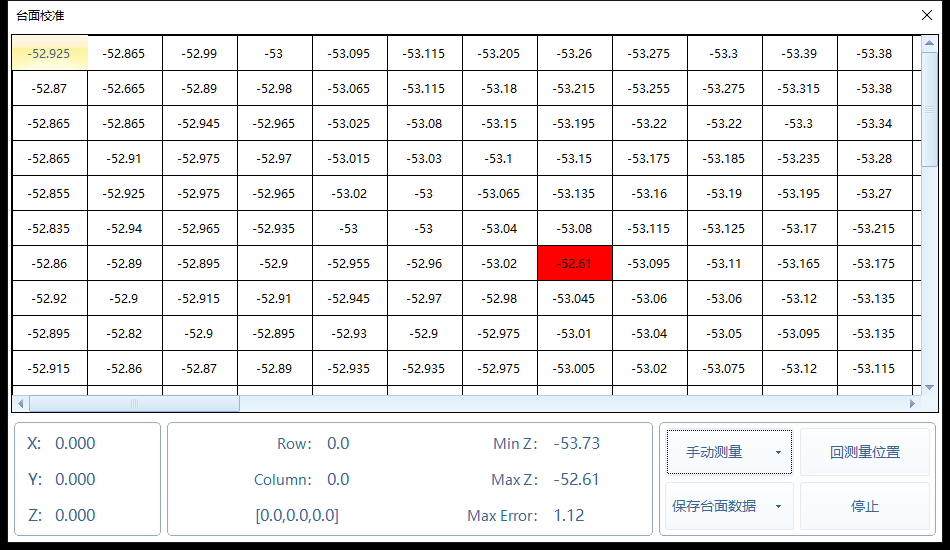 台面校准
-52.925 -52.865 -52.99 -53 -53.095 -53.115 -53.205 -53.26 -53.275 -53.3 -53.39 -53.38
-52.87 -52.665 -52.89 -52.98 -53.065 -53.115 -53.18 -53.215 -53.255 -53.275 -53.315 -53.38
-52.865 -52.865 -52.945 -52.965 -53.025 -53.08 -53.15 -53.195 -53.22 -53.22 -53.3 -53.34
-52.865 -52.91 -52.975 -52.97 -53.015 -53.03 -53.1 -53.15 -53.175 -53.185 -53.235 -53.28
-52.855 -52.925 -52.975 -52.965 -53.02 -53 -53.065 -53.135 -53.16 -53.19 -53.195 -53.27
-52.835 -52.94 -52.965 -52.935 -53 -53 -53.04 -53.08 -53.115 -53.125 -53.17 -53.215
-52.86 -52.89 -52.895 -52.9 -52.955 -52.96 -53.02 -52.61 -53.095 -53.11 -53.165 -53.175
-52.92 -52.9 -52.915 -52.91 -52.945 -52.97 -52.98 -53.045 -53.06 -53.06 -53.12 -53.135
-52.895 -52.82 -52.9 -52.895 -52.93 -52.9 -52.975 -53.01 -53.04 -53.05 -53.095 -53.135
-52.915 -52.86 -52.87 -52.89 -52.935 -52.935 -52.975 -53.005 -53.02 -53.075 -53.12 -53.115
X: 0.000 Row: 0.0 Min Z: -53.73 手动测量 回测量位置
Y: 0.000 Column: 0.0 Max Z: -52.61
Z: 0.000 [0.0,0.0,0.0] Max Error: 1.12 保存台面数据 停止